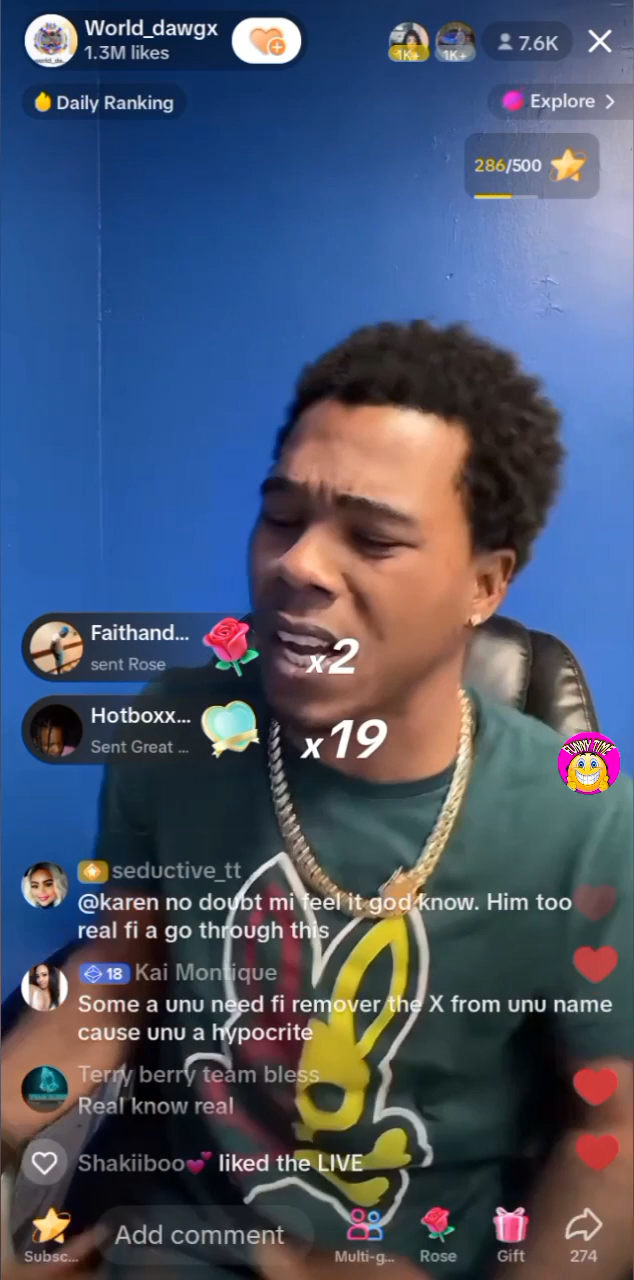 World_dawgx
1.3M likes
1K+
1K+
7.6K
Daily Ranking
Explore
286/500
Faithand...
sent Rose
x2
Hotboxx...
Sent Great ...
x19
FUNNY TIME
seductive_tt
@karen no doubt mi feel it god know. Him too
real fi a go through this
18 Kai Montique
Some a unu need fi remover the X from unu name
cause unu a hypocrite
Terry berry team bless
Real know real
Shakiiboo💕 liked the LIVE
Subsc...
Add comment
Multi-g...
Rose
Gift
274